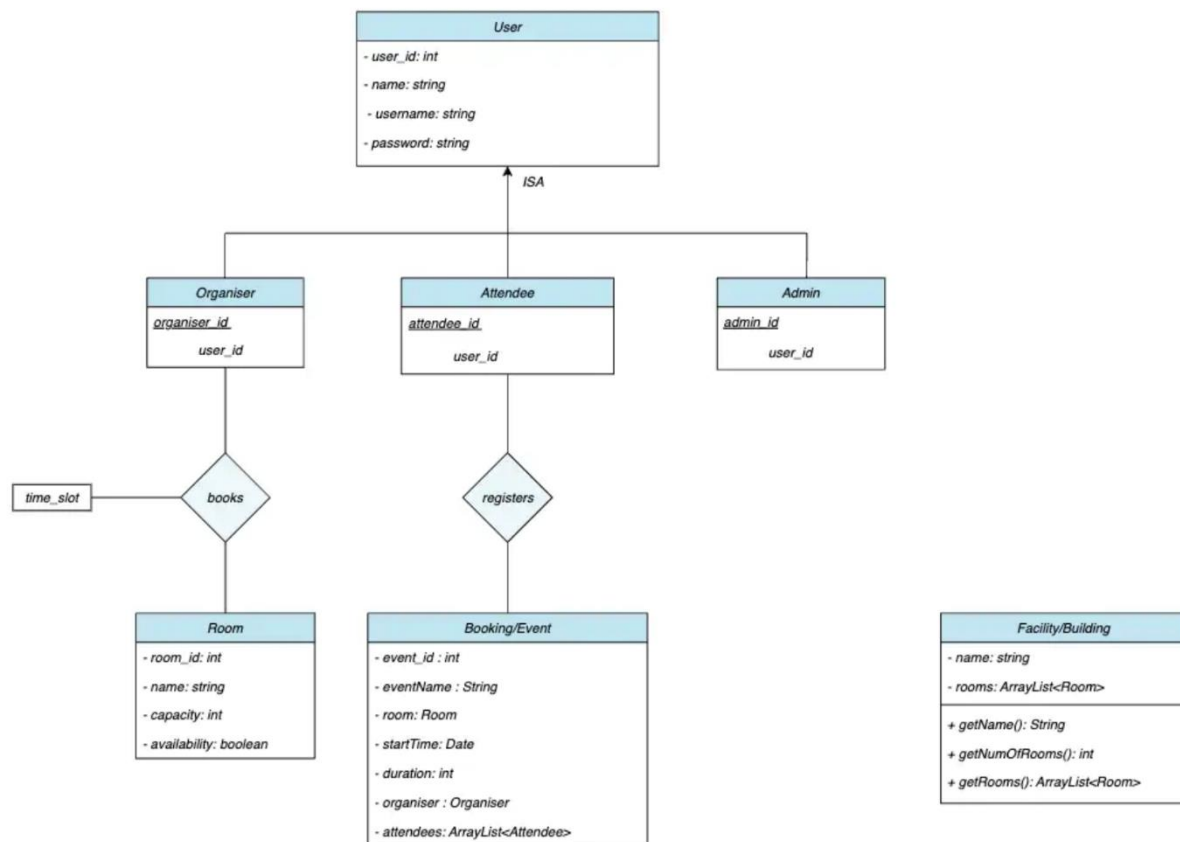 User
- user_id: int
- name: string
- username: string
- password: string
ISA
Organiser
organiser_id
user_id
Attendee
attendee_id
user_id
Admin
admin_id
user_id
time_slot
books
registers
Room
- room_id: int
- name: string
- capacity: int
- availability: boolean
Booking/Event
- event_id : int
- eventName : String
- room: Room
- startTime: Date
- duration: int
- organiser : Organiser
- attendees: ArrayList<Attendee>
Facility/Building
- name: string
- rooms: ArrayList<Room>
+ getName(): String
+ getNumOfRooms(): int
+ getRooms(): ArrayList<Room>